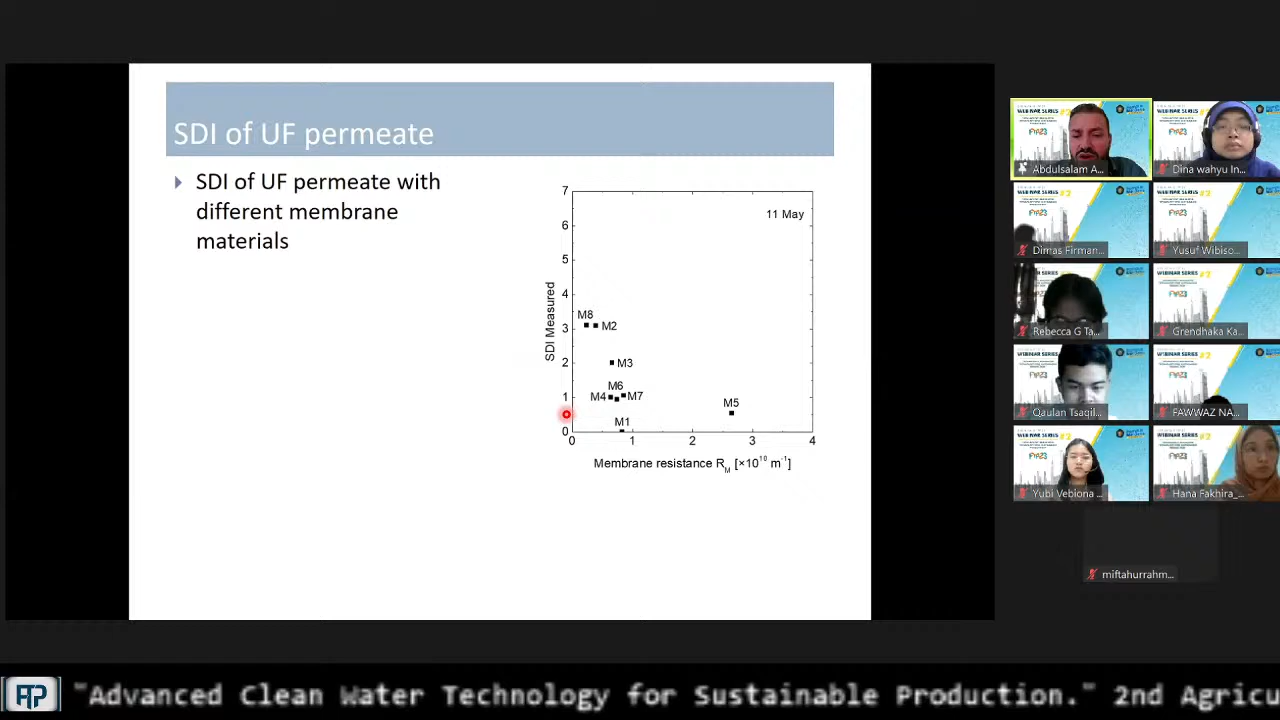 SDI of UF permeate
SDI of UF permeate with
different membrane
materials
7
6
5
4
3
2
1
0
SDI Measured
11 May
M8
M2
M3
M6
M4
M7
M5
M1
0
1
2
3
4
Membrane resistance R_M [×10^10 m^-1]
WEBINAR SERIES
Abdulsalam A...
Dina wahyu In...
Dimas Firman...
Yusuf Wibiso...
Rebecca G Ta...
Grendhaka Ka...
Qaulan Tsaqil...
FAWWAZ NA...
Yubi Vebiona ...
Hana Fakhira_...
miftahurrahm...
"Advanced Clean Water Technology for Sustainable Production." 2nd Agricu